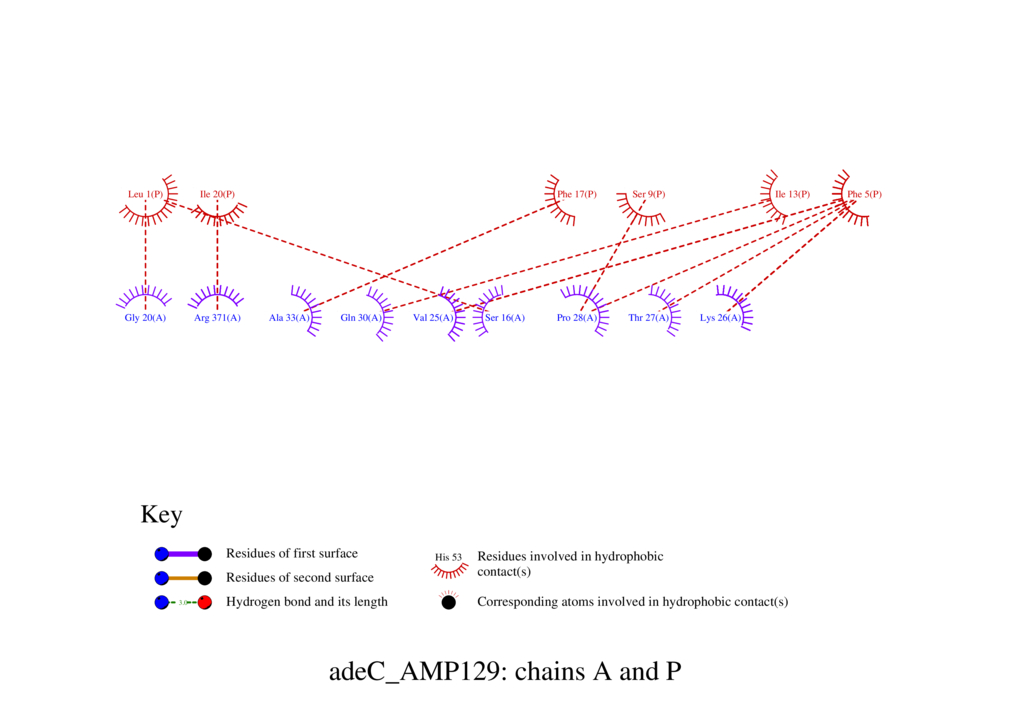 Leu 1(P) Ile 20(P) Phe 17(P) Ser 9(P) Ile 13(P) Phe 5(P)
Gly 20(A) Arg 371(A) Ala 33(A) Gln 30(A) Val 25(A) Ser 16(A) Pro 28(A) Thr 27(A) Lys 26(A)
Key
Residues of first surface
Residues of second surface
3.0 Hydrogen bond and its length
His 53 Residues involved in hydrophobic
contact(s)
Corresponding atoms involved in hydrophobic contact(s)
adeC_AMP129: chains A and P